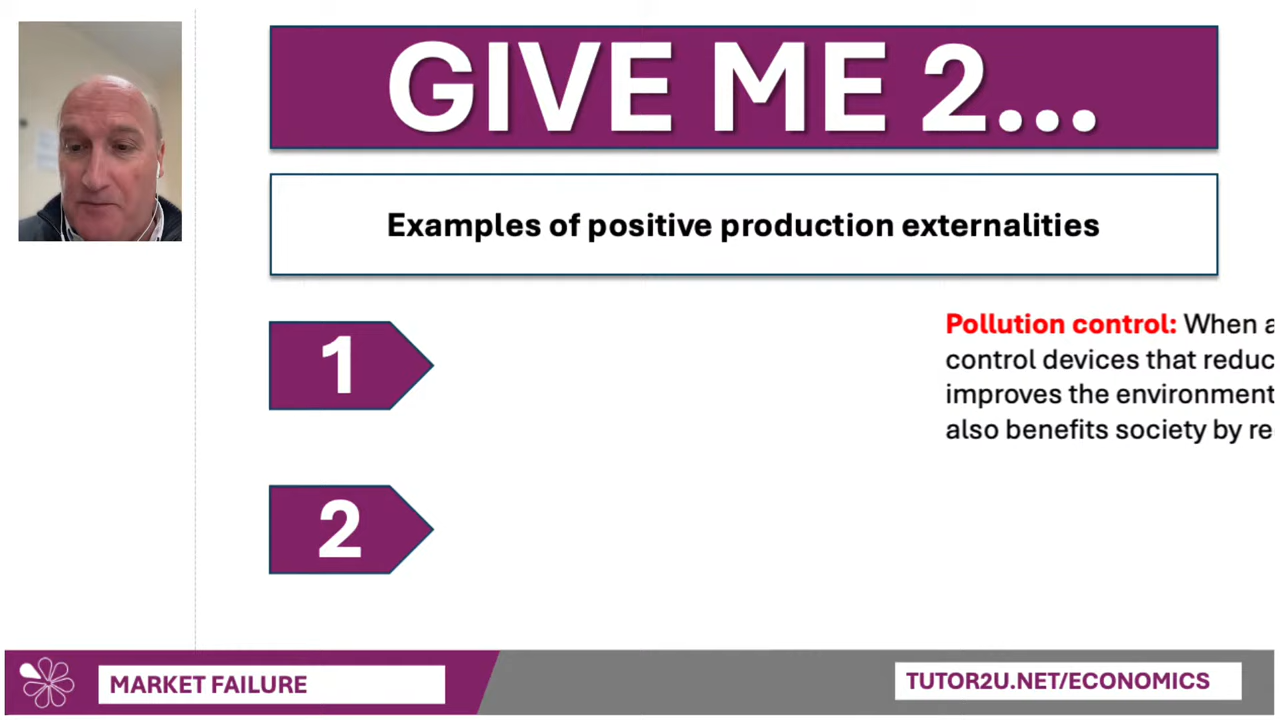 GIVE ME 2...
Examples of positive production externalities
1
Pollution control: When a
control devices that reduc
improves the environment
also benefits society by re
2
MARKET FAILURE
TUTOR2U.NET/ECONOMICS